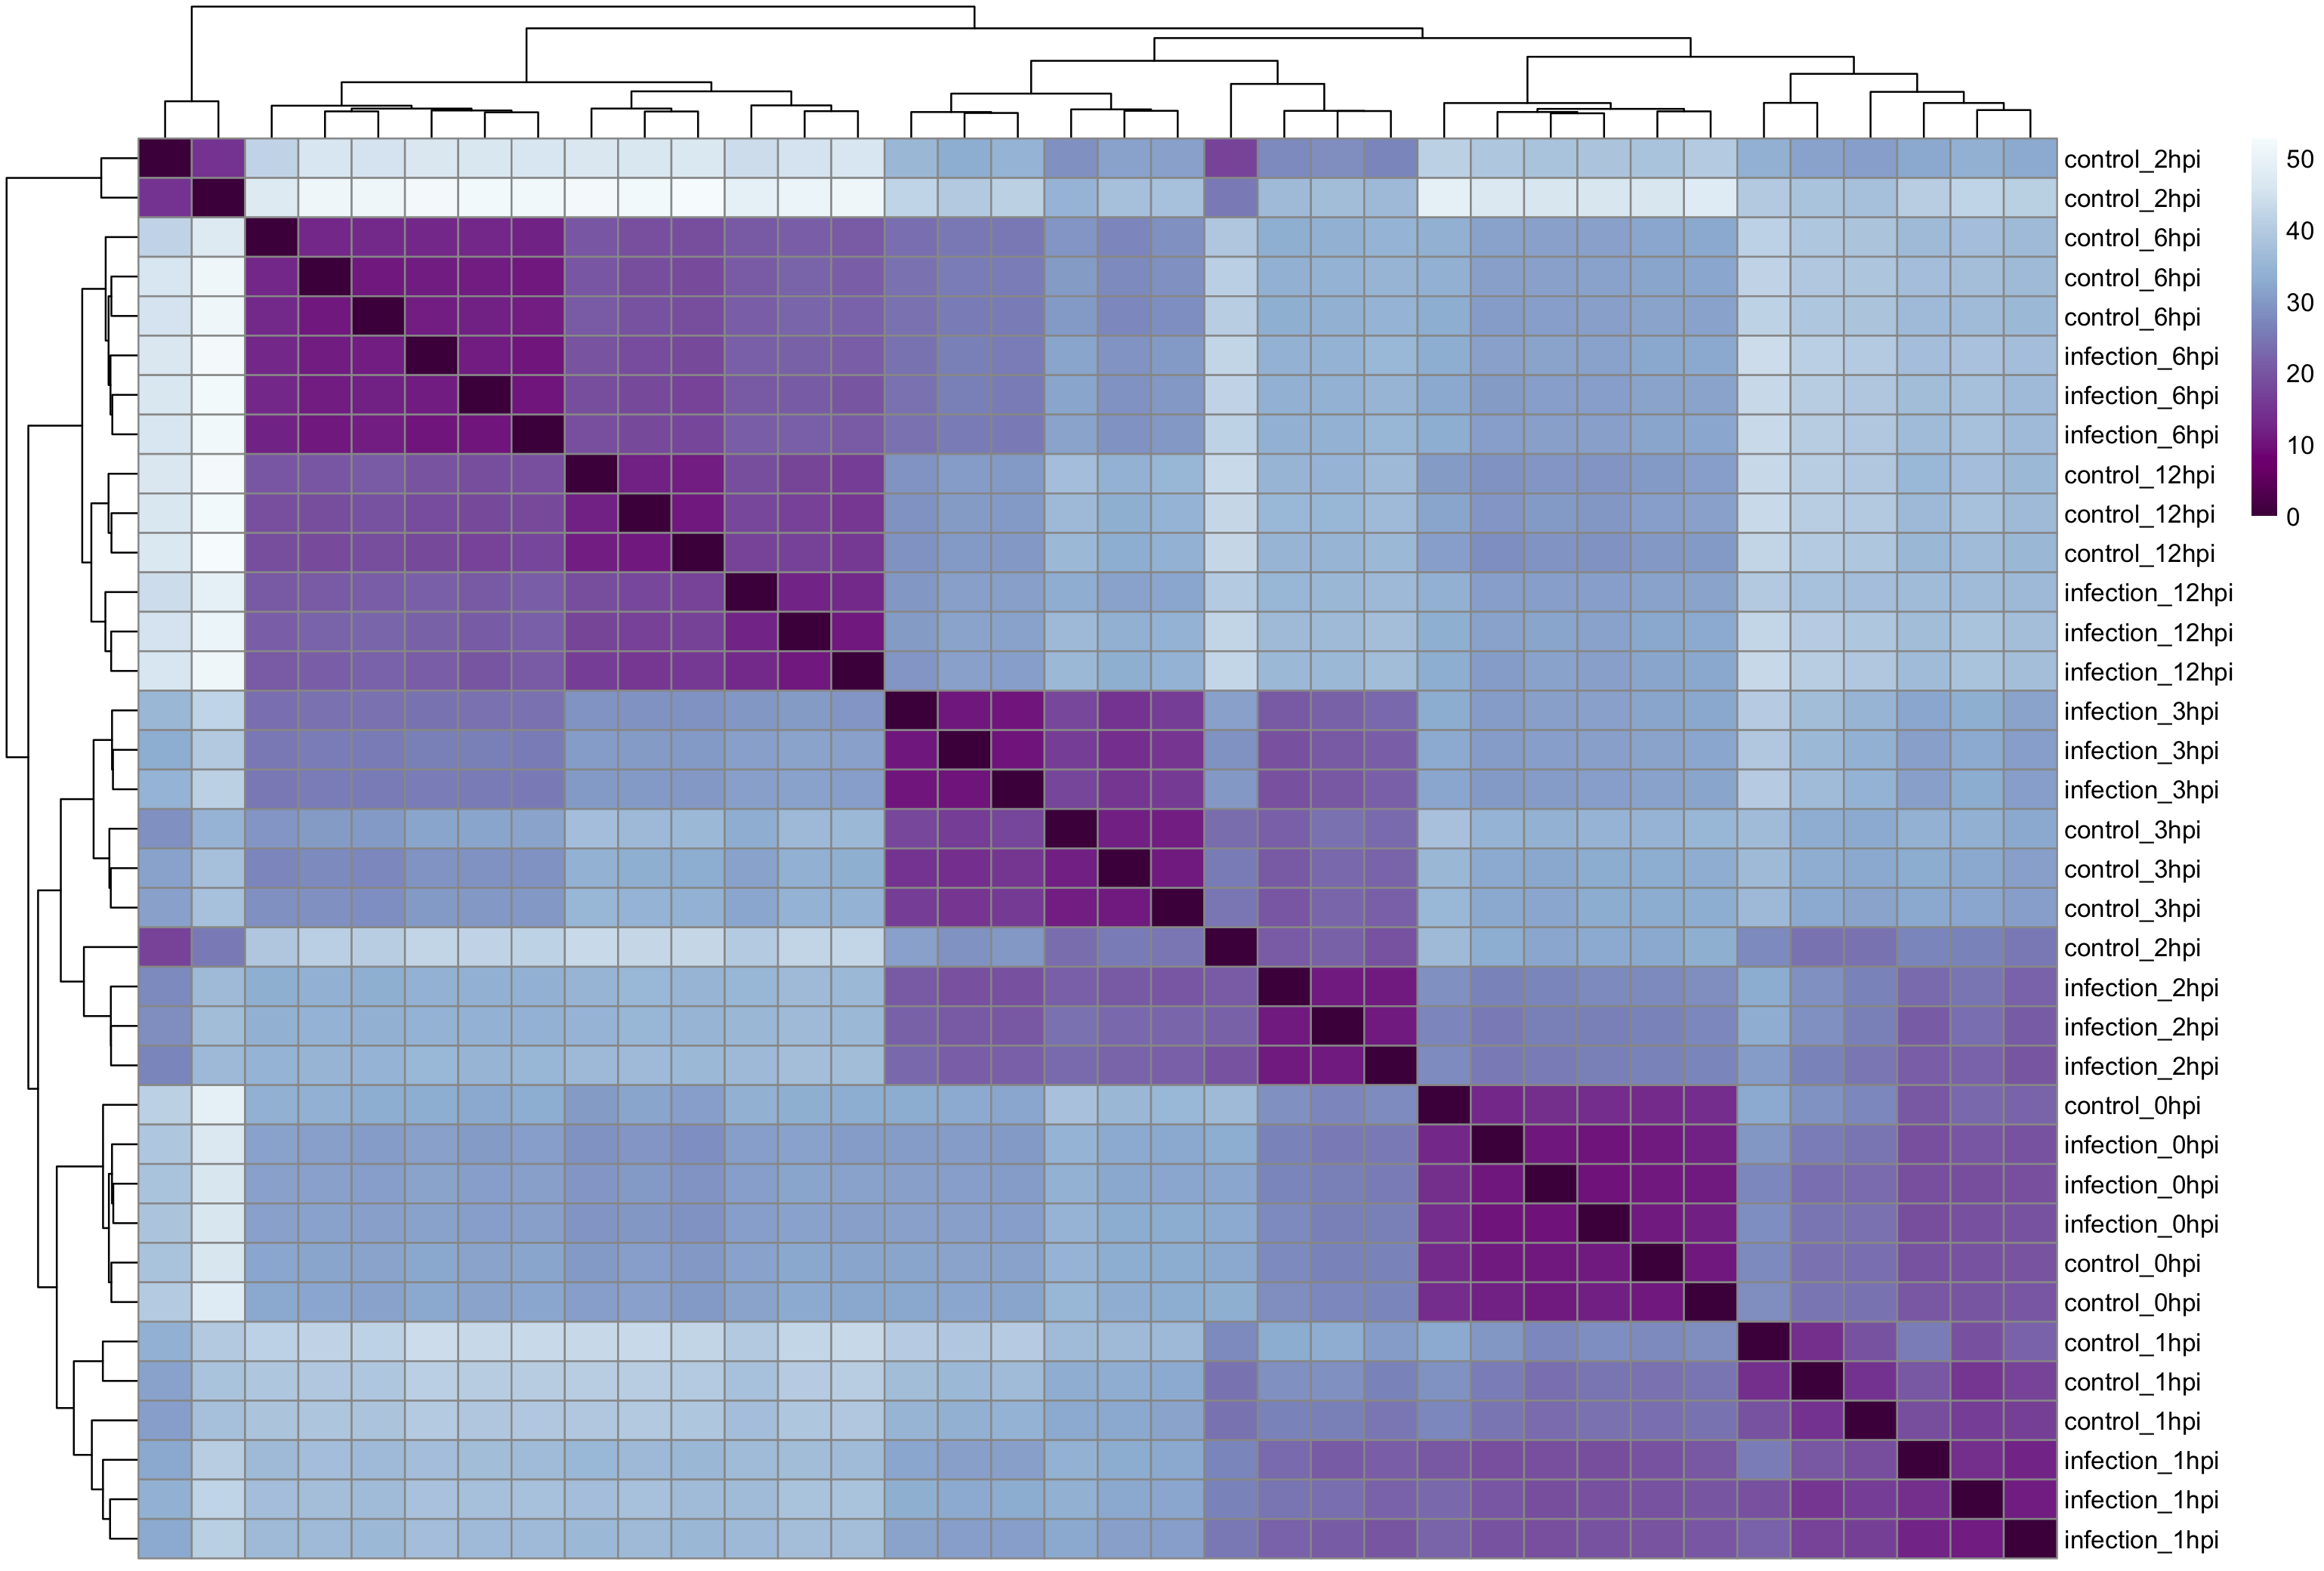 control_2hpi
control_2hpi
control_6hpi
control_6hpi
control_6hpi
infection_6hpi
infection_6hpi
infection_6hpi
control_12hpi
control_12hpi
control_12hpi
infection_12hpi
infection_12hpi
infection_12hpi
infection_3hpi
infection_3hpi
infection_3hpi
control_3hpi
control_3hpi
control_3hpi
control_2hpi
infection_2hpi
infection_2hpi
infection_2hpi
control_0hpi
infection_0hpi
infection_0hpi
infection_0hpi
control_0hpi
control_0hpi
control_1hpi
control_1hpi
control_1hpi
infection_1hpi
infection_1hpi
infection_1hpi
50
40
30
20
10
0